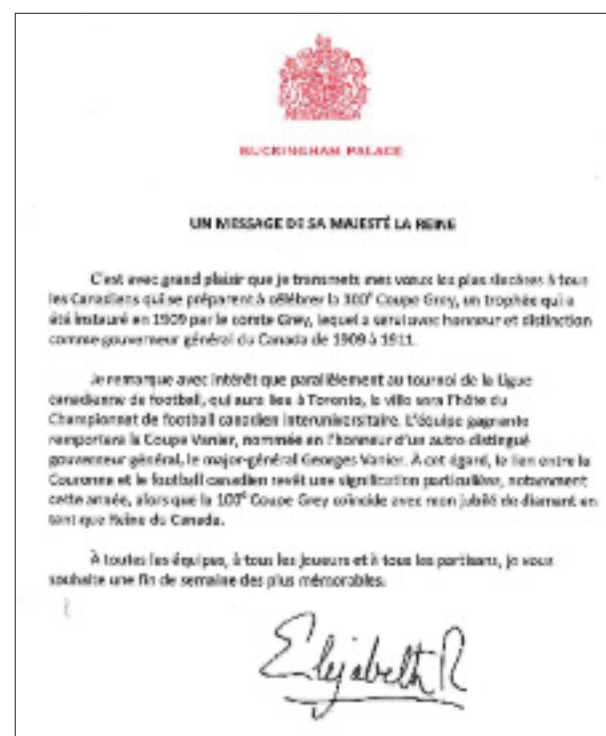 BUCKINGHAM PALACE
UN MESSAGE DE SA MAJESTÉ LA REINE
C'est avec grand plaisir que je transmets mes vœux les plus sincères à tous
les Canadiens qui se préparent à célébrer la 100e Coupe Grey, un trophée qui a
été instauré en 1909 par le comte Grey, lequel a servi avec honneur et distinction
comme gouverneur général du Canada de 1909 à 1911.
Je remarque avec intérêt que parallèlement au tournoi de la Ligue
canadienne de football, qui aura lieu à Toronto, la ville sera l'hôte du
Championnat de football canadien interuniversitaire. L'équipe gagnante
remportera la Coupe Vanier, nommée en l'honneur d'un autre distingué
gouverneur général, le major-général Georges Vanier. À cet égard, le lien entre la
Couronne et le football canadien revêt une signification particulière, notamment
cette année, alors que la 100e Coupe Grey coïncide avec mon jubilé de diamant en
tant que Reine du Canada.
À toutes les équipes, à tous les joueurs et à tous les partisans, je vous
souhaite une fin de semaine des plus mémorables.
Elizabeth R